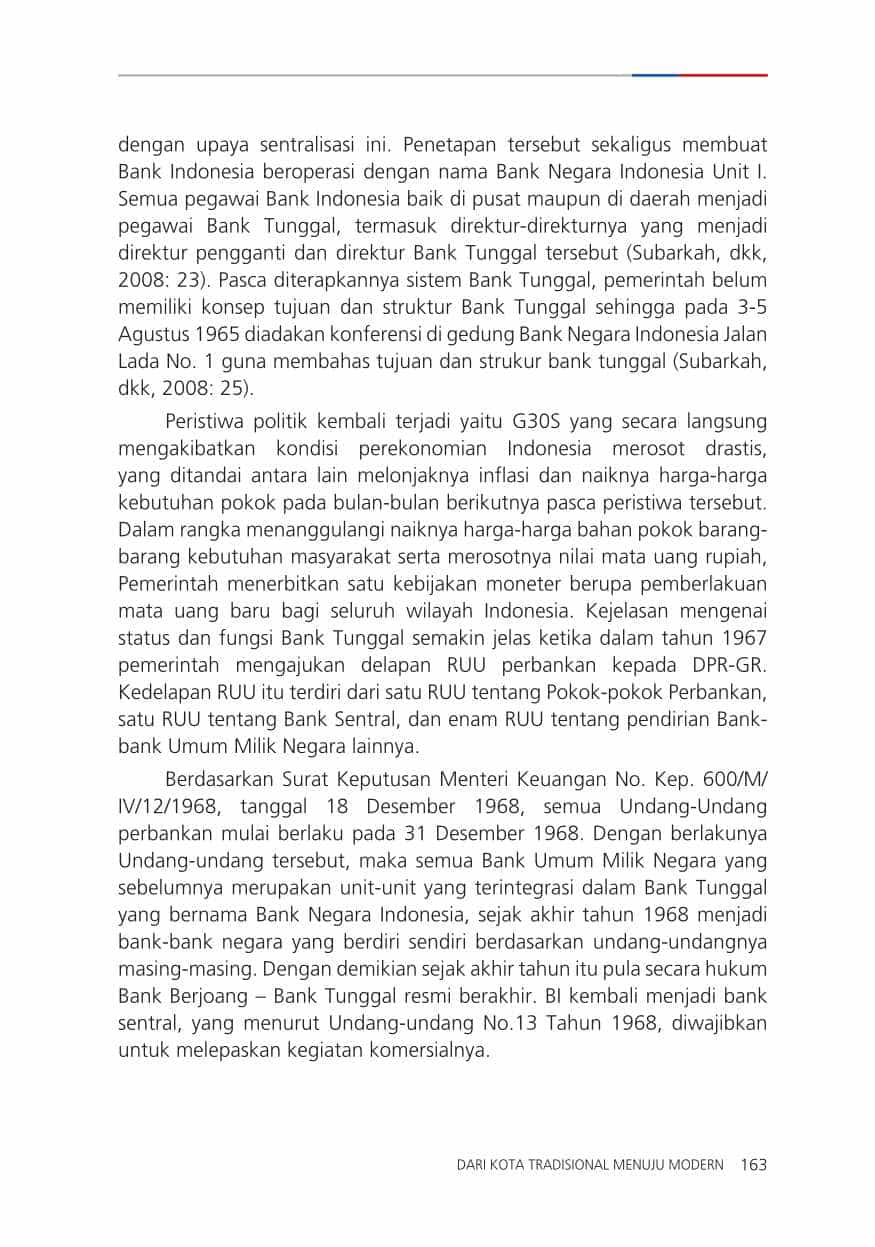 dengan upaya sentralisasi ini. Penetapan tersebut sekaligus membuat
Bank Indonesia beroperasi dengan nama Bank Negara Indonesia Unit I.
Semua pegawai Bank Indonesia baik di pusat maupun di daerah menjadi
pegawai Bank Tunggal, termasuk direktur-direkturnya yang menjadi
direktur pengganti dan direktur Bank Tunggal tersebut (Subarkah, dkk,
2008: 23). Pasca diterapkannya sistem Bank Tunggal, pemerintah belum
memiliki konsep tujuan dan struktur Bank Tunggal sehingga pada 3-5
Agustus 1965 diadakan konferensi di gedung Bank Negara Indonesia Jalan
Lada No. 1 guna membahas tujuan dan strukur bank tunggal (Subarkah,
dkk, 2008: 25).
Peristiwa politik kembali terjadi yaitu G30S yang secara langsung
mengakibatkan kondisi perekonomian Indonesia merosot drastis,
yang ditandai antara lain melonjaknya inflasi dan naiknya harga-harga
kebutuhan pokok pada bulan-bulan berikutnya pasca peristiwa tersebut.
Dalam rangka menanggulangi naiknya harga-harga bahan pokok barang-
barang kebutuhan masyarakat serta merosotnya nilai mata uang rupiah,
Pemerintah menerbitkan satu kebijakan moneter berupa pemberlakuan
mata uang baru bagi seluruh wilayah Indonesia. Kejelasan mengenai
status dan fungsi Bank Tunggal semakin jelas ketika dalam tahun 1967
pemerintah mengajukan delapan RUU perbankan kepada DPR-GR.
Kedelapan RUU itu terdiri dari satu RUU tentang Pokok-pokok Perbankan,
satu RUU tentang Bank Sentral, dan enam RUU tentang pendirian Bank-
bank Umum Milik Negara lainnya.
Berdasarkan Surat Keputusan Menteri Keuangan No. Kep. 600/M/
IV/12/1968, tanggal 18 Desember 1968, semua Undang-Undang
perbankan mulai berlaku pada 31 Desember 1968. Dengan berlakunya
Undang-undang tersebut, maka semua Bank Umum Milik Negara yang
sebelumnya merupakan unit-unit yang terintegrasi dalam Bank Tunggal
yang bernama Bank Negara Indonesia, sejak akhir tahun 1968 menjadi
bank-bank negara yang berdiri sendiri berdasarkan undang-undangnya
masing-masing. Dengan demikian sejak akhir tahun itu pula secara hukum
Bank Berjoang – Bank Tunggal resmi berakhir. BI kembali menjadi bank
sentral, yang menurut Undang-undang No.13 Tahun 1968, diwajibkan
untuk melepaskan kegiatan komersialnya.
DARI KOTA TRADISIONAL MENUJU MODERN 163